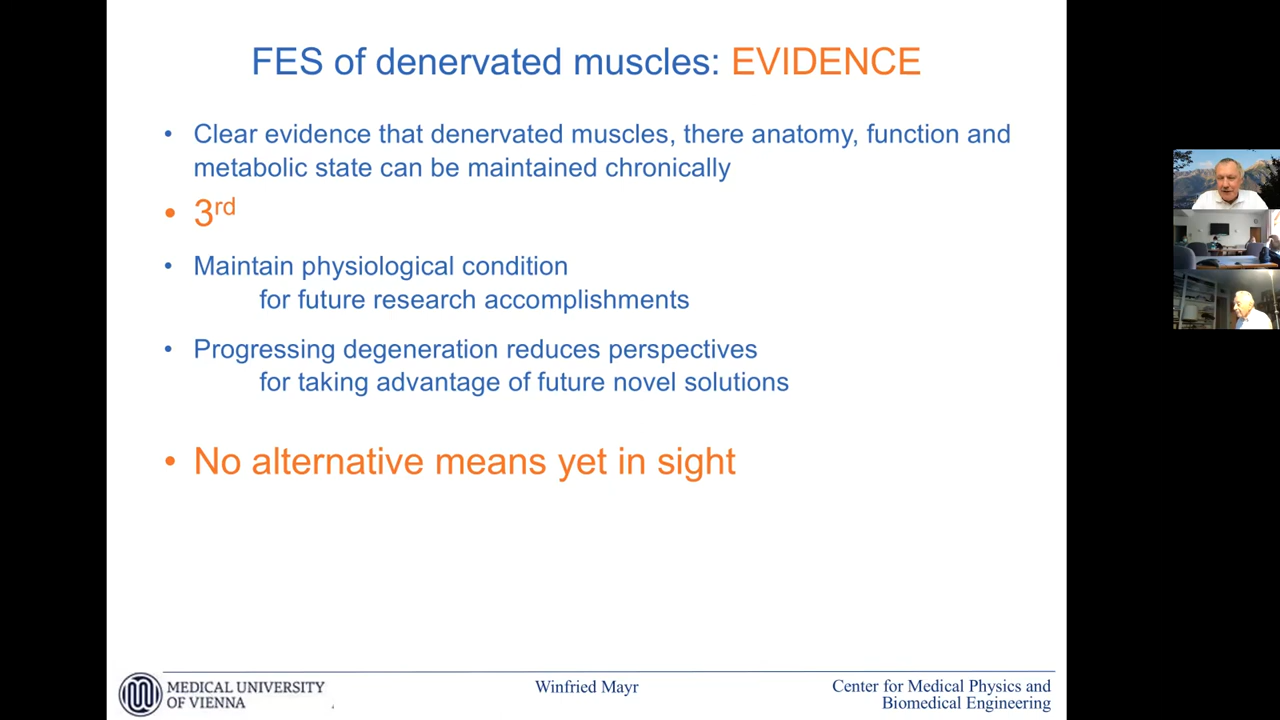 FES of denervated muscles: EVIDENCE
• Clear evidence that denervated muscles, there anatomy, function and
metabolic state can be maintained chronically
• 3rd
• Maintain physiological condition
for future research accomplishments
• Progressing degeneration reduces perspectives
for taking advantage of future novel solutions
• No alternative means yet in sight
MEDICAL UNIVERSITY
OF VIENNA
Winfried Mayr
Center for Medical Physics and
Biomedical Engineering